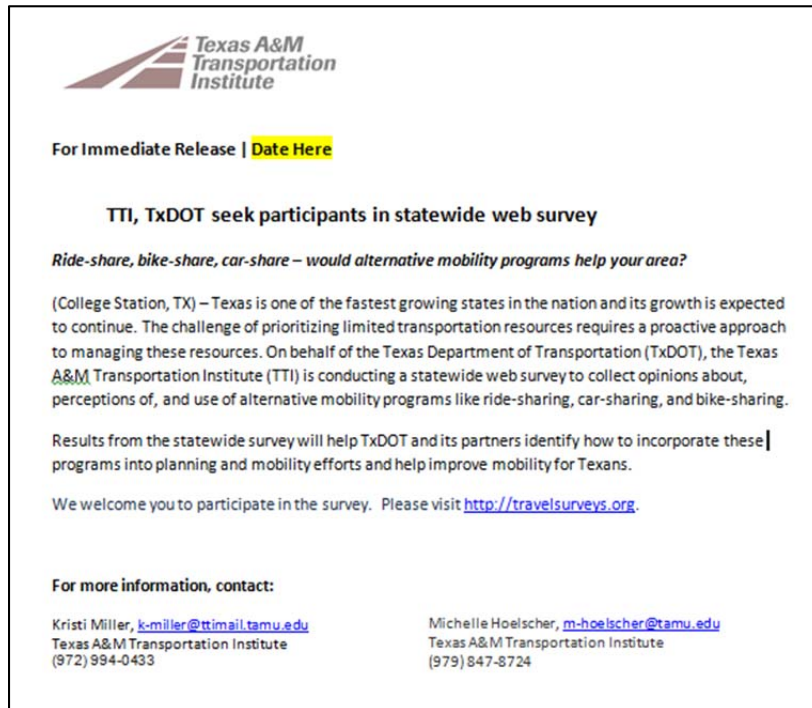 Texas A&M
Transportation
Institute
For Immediate Release | Date Here
TTI, TxDOT seek participants in statewide web survey
Ride-share, bike-share, car-share – would alternative mobility programs help your area?
(College Station, TX) – Texas is one of the fastest growing states in the nation and its growth is expected
to continue. The challenge of prioritizing limited transportation resources requires a proactive approach
to managing these resources. On behalf of the Texas Department of Transportation (TxDOT), the Texas
A&M Transportation Institute (TTI) is conducting a statewide web survey to collect opinions about,
perceptions of, and use of alternative mobility programs like ride-sharing, car-sharing, and bike-sharing.
Results from the statewide survey will help TxDOT and its partners identify how to incorporate these
programs into planning and mobility efforts and help improve mobility for Texans.
We welcome you to participate in the survey.  Please visit http://travelsurveys.org.
For more information, contact:
Kristi Miller, k-miller@ttimail.tamu.edu
Texas A&M Transportation Institute
(972) 994-0433
Michelle Hoelscher, m-hoelscher@tamu.edu
Texas A&M Transportation Institute
(979) 847-8724